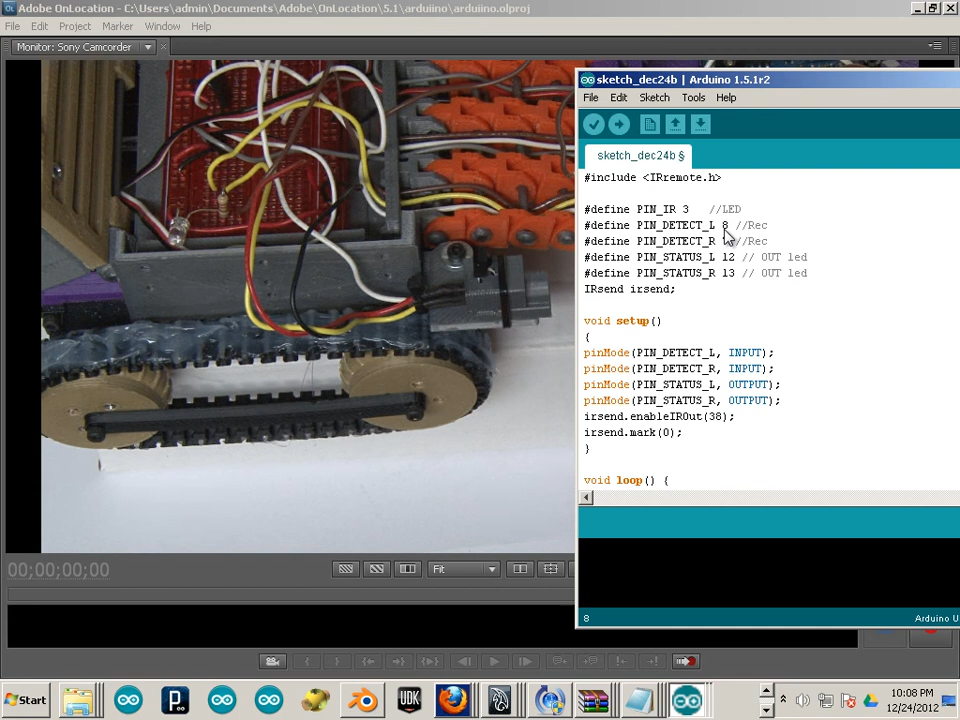 Adobe OnLocation - C:\Users\admin\Documents\Adobe\OnLocation\5.1\arduiino\arduiino.olproj
File Edit Project Marker Window Help
Monitor: Sony Camcorder
sketch_dec24b | Arduino 1.5.1r2
File Edit Sketch Tools Help
sketch_dec24b §
#include <IRremote.h>
#define PIN_IR 3 //LED
#define PIN_DETECT_L 8 //Rec
#define PIN_DETECT_R //Rec
#define PIN_STATUS_L 12 // OUT led
#define PIN_STATUS_R 13 // OUT led
IRsend irsend;
void setup()
{
pinMode(PIN_DETECT_L, INPUT);
pinMode(PIN_DETECT_R, INPUT);
pinMode(PIN_STATUS_L, OUTPUT);
pinMode(PIN_STATUS_R, OUTPUT);
irsend.enableIROut(38);
irsend.mark(0);
}
void loop() {
00;00;00;00
Fit
8
Arduino U
Start
UDK
10:08 PM
12/24/2012